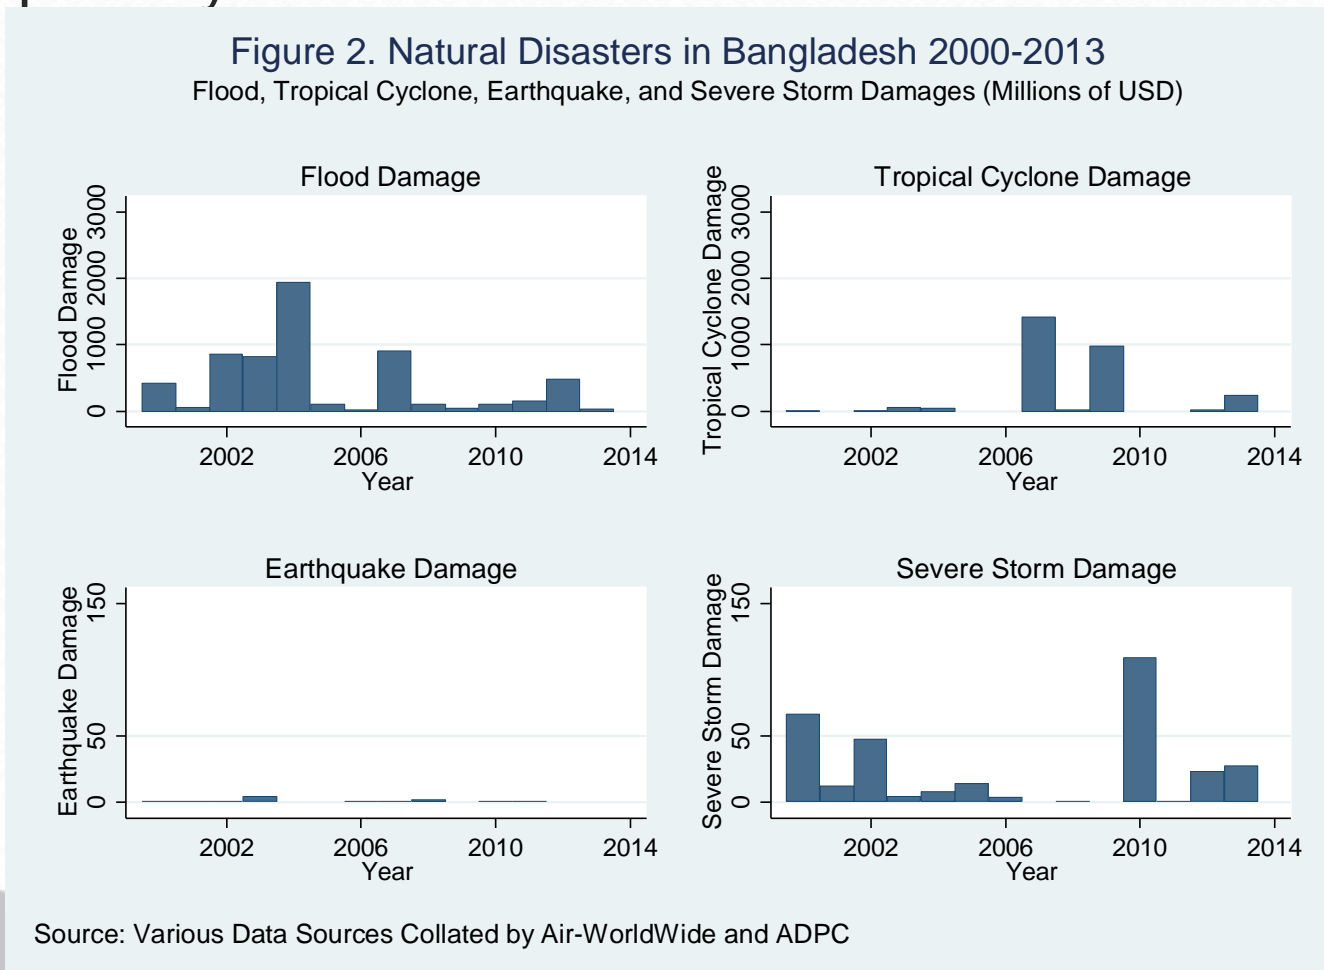 Figure 2. Natural Disasters in Bangladesh 2000-2013
Flood, Tropical Cyclone, Earthquake, and Severe Storm Damages (Millions of USD)
Flood Damage
Flood Damage
0 1000 2000 3000
2002 2006 2010 2014
Year
Tropical Cyclone Damage
Tropical Cyclone Damage
0 1000 2000 3000
2002 2006 2010 2014
Year
Earthquake Damage
Earthquake Damage
0 50 150
2002 2006 2010 2014
Year
Severe Storm Damage
Severe Storm Damage
0 50 150
2002 2006 2010 2014
Year
Source: Various Data Sources Collated by Air-WorldWide and ADPC